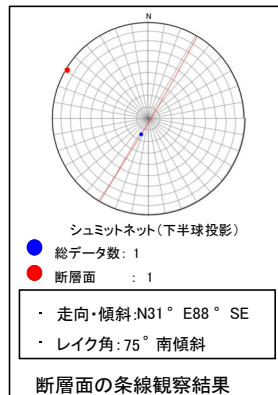 N
シュミットネット(下半球投影)
総データ数: 1
断層面 : 1
· 走向・傾斜:N31°E88°SE
· レイク角:75°南傾斜
断層面の条線観察結果